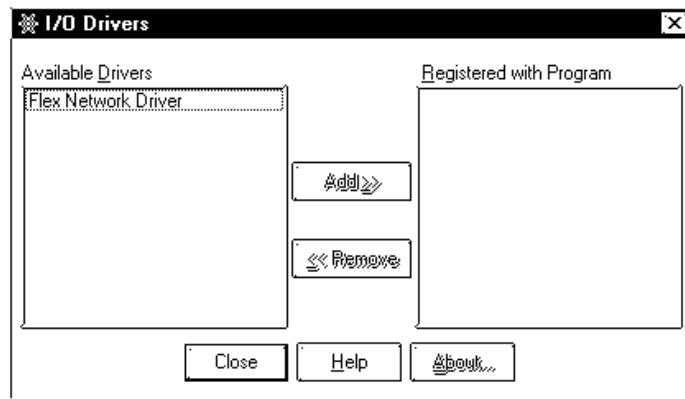 I/O Drivers
Available Drivers
Registered with Program
Flex Network Driver
Add >>
<< Remove
Close
Help
About...